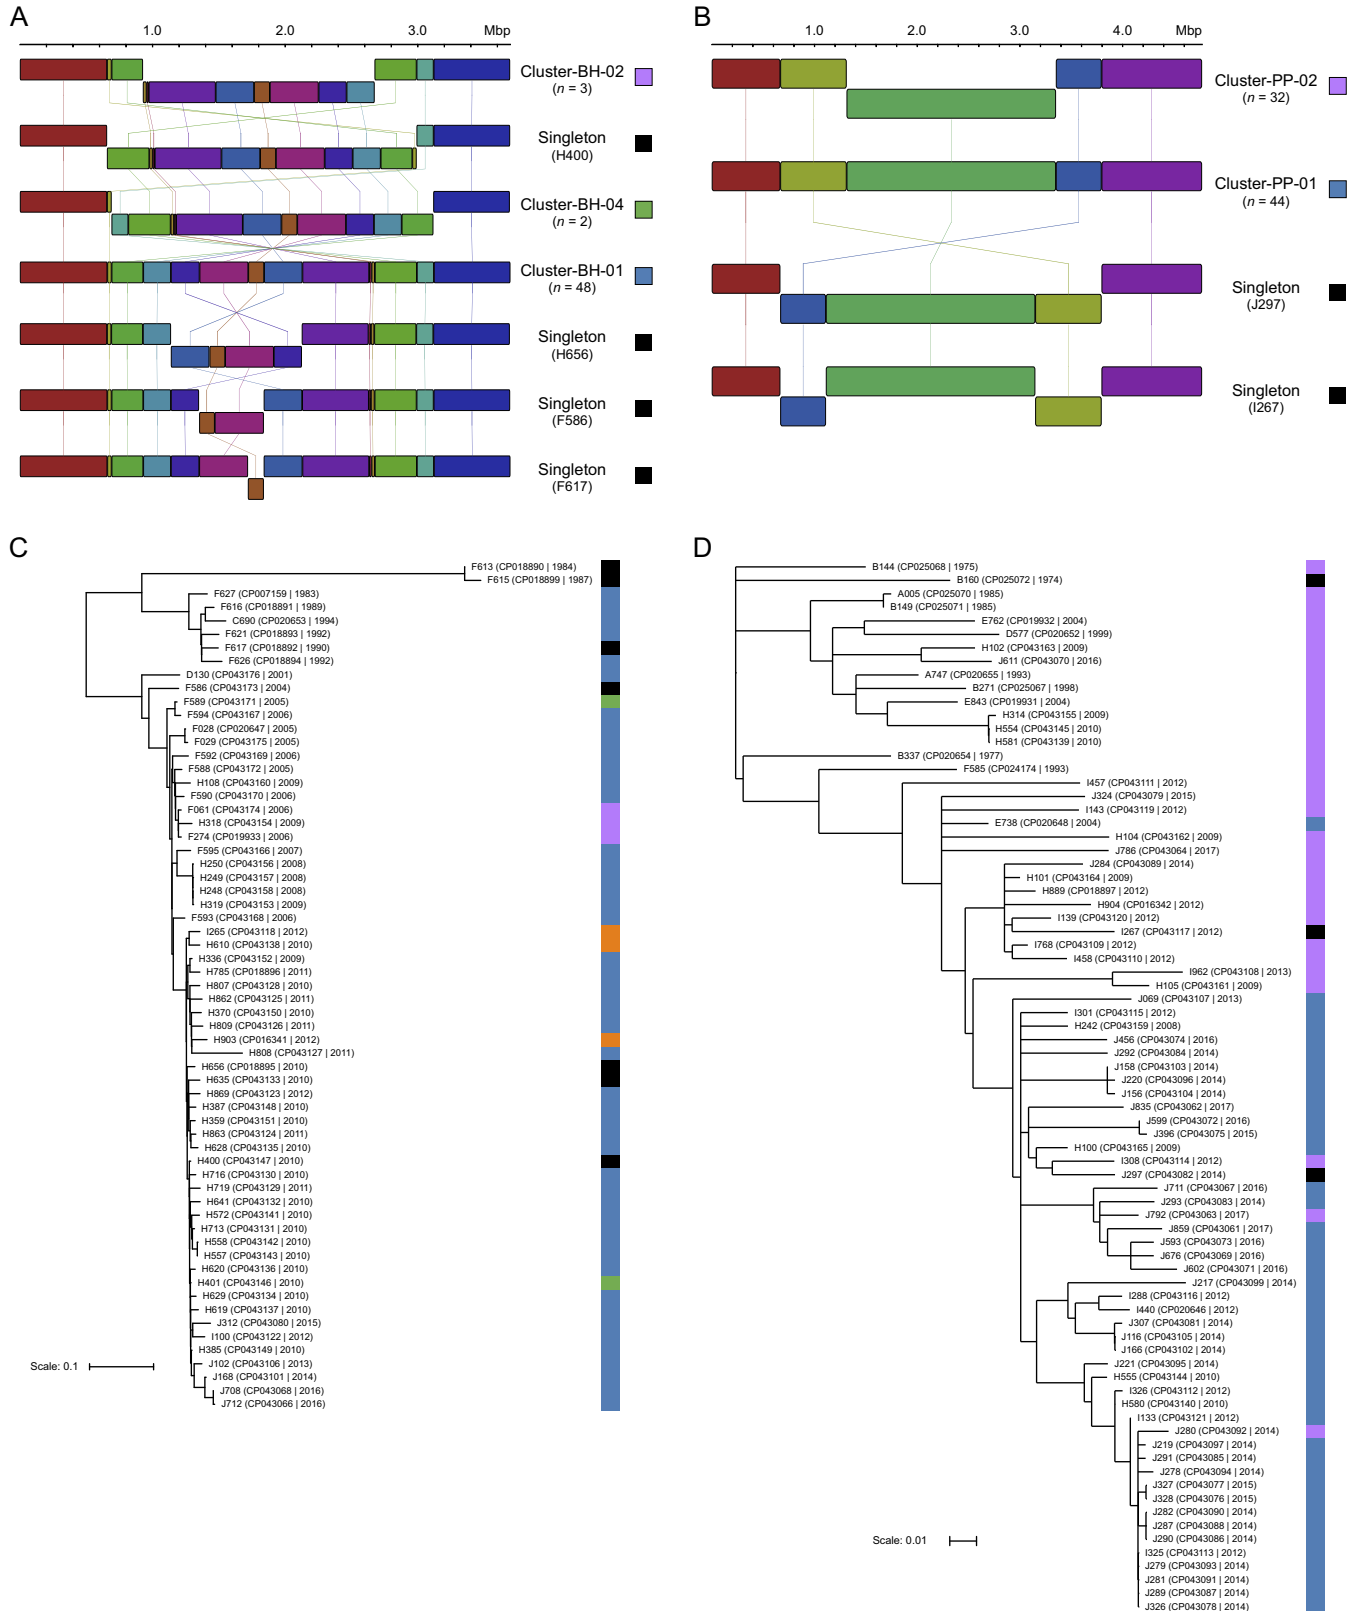 A
1.0 2.0 3.0 Mbp
Cluster-BH-02
(n = 3)
Singleton
(H400)
Cluster-BH-04
(n = 2)
Cluster-BH-01
(n = 48)
Singleton
(H656)
Singleton
(F586)
Singleton
(F617)
B
1.0 2.0 3.0 4.0 Mbp
Cluster-PP-02
(n = 32)
Cluster-PP-01
(n = 44)
Singleton
(J297)
Singleton
(I267)
C
F613 (CP018890 | 1984)
F615 (CP018899 | 1987)
F627 (CP007159 | 1983)
F616 (CP018891 | 1989)
C690 (CP020653 | 1994)
F621 (CP018893 | 1992)
F617 (CP018892 | 1990)
F626 (CP018894 | 1992)
D130 (CP043176 | 2001)
F586 (CP043173 | 2004)
F589 (CP043171 | 2005)
F594 (CP043167 | 2006)
F028 (CP020647 | 2005)
F029 (CP043175 | 2005)
F592 (CP043169 | 2006)
F588 (CP043172 | 2005)
H108 (CP043160 | 2009)
F590 (CP043170 | 2006)
F061 (CP043174 | 2006)
H318 (CP043154 | 2009)
F274 (CP019933 | 2006)
F595 (CP043166 | 2007)
H250 (CP043156 | 2008)
H249 (CP043157 | 2008)
H248 (CP043158 | 2008)
H319 (CP043153 | 2009)
F593 (CP043168 | 2006)
I265 (CP043118 | 2012)
H610 (CP043138 | 2010)
H336 (CP043152 | 2009)
H785 (CP018896 | 2011)
H807 (CP043128 | 2010)
H862 (CP043125 | 2011)
H370 (CP043150 | 2010)
H809 (CP043126 | 2011)
H903 (CP016341 | 2012)
H808 (CP043127 | 2011)
H656 (CP018895 | 2010)
H635 (CP043133 | 2010)
H869 (CP043123 | 2012)
H387 (CP043148 | 2010)
H359 (CP043151 | 2010)
H863 (CP043124 | 2011)
H628 (CP043135 | 2010)
H400 (CP043147 | 2010)
H716 (CP043130 | 2010)
H719 (CP043129 | 2011)
H641 (CP043132 | 2010)
H572 (CP043141 | 2010)
H713 (CP043131 | 2010)
H558 (CP043142 | 2010)
H557 (CP043143 | 2010)
H620 (CP043136 | 2010)
H401 (CP043146 | 2010)
H629 (CP043134 | 2010)
H619 (CP043137 | 2010)
J312 (CP043080 | 2015)
I100 (CP043122 | 2012)
H385 (CP043149 | 2010)
J102 (CP043106 | 2013)
J168 (CP043101 | 2014)
J708 (CP043068 | 2016)
J712 (CP043066 | 2016)
Scale: 0.1
D
B144 (CP025068 | 1975)
B160 (CP025072 | 1974)
A005 (CP025070 | 1985)
B149 (CP025071 | 1985)
E762 (CP019932 | 2004)
D577 (CP020652 | 1999)
H102 (CP043163 | 2009)
J611 (CP043070 | 2016)
A747 (CP020655 | 1993)
B271 (CP025067 | 1998)
E843 (CP019931 | 2004)
H314 (CP043155 | 2009)
H554 (CP043145 | 2010)
H581 (CP043139 | 2010)
B337 (CP020654 | 1977)
F585 (CP024174 | 1993)
I457 (CP043111 | 2012)
J324 (CP043079 | 2015)
I143 (CP043119 | 2012)
E738 (CP020648 | 2004)
H104 (CP043162 | 2009)
J786 (CP043064 | 2017)
J284 (CP043089 | 2014)
H101 (CP043164 | 2009)
H889 (CP018897 | 2012)
H904 (CP016342 | 2012)
I139 (CP043120 | 2012)
I267 (CP043117 | 2012)
I768 (CP043109 | 2012)
I458 (CP043110 | 2012)
I962 (CP043108 | 2013)
H105 (CP043161 | 2009)
J069 (CP043107 | 2013)
I301 (CP043115 | 2012)
H242 (CP043159 | 2008)
J456 (CP043074 | 2016)
J292 (CP043084 | 2014)
J158 (CP043103 | 2014)
J220 (CP043096 | 2014)
J156 (CP043104 | 2014)
J835 (CP043062 | 2017)
J599 (CP043072 | 2016)
J396 (CP043075 | 2015)
H100 (CP043165 | 2009)
I308 (CP043114 | 2012)
J297 (CP043082 | 2014)
J711 (CP043067 | 2016)
J293 (CP043083 | 2014)
J792 (CP043063 | 2017)
J859 (CP043061 | 2017)
J593 (CP043073 | 2016)
J676 (CP043069 | 2016)
J602 (CP043071 | 2016)
J217 (CP043099 | 2014)
I288 (CP043116 | 2012)
I440 (CP020646 | 2012)
J307 (CP043081 | 2014)
J116 (CP043105 | 2014)
J166 (CP043102 | 2014)
J221 (CP043095 | 2014)
H555 (CP043144 | 2010)
I326 (CP043112 | 2012)
H580 (CP043140 | 2010)
I133 (CP043121 | 2012)
J280 (CP043092 | 2014)
J219 (CP043097 | 2014)
J291 (CP043085 | 2014)
J278 (CP043094 | 2014)
J327 (CP043077 | 2015)
J328 (CP043076 | 2015)
J282 (CP043090 | 2014)
J287 (CP043088 | 2014)
J290 (CP043086 | 2014)
I325 (CP043113 | 2012)
J279 (CP043093 | 2014)
J281 (CP043091 | 2014)
J289 (CP043087 | 2014)
J326 (CP043078 | 2014)
Scale: 0.01